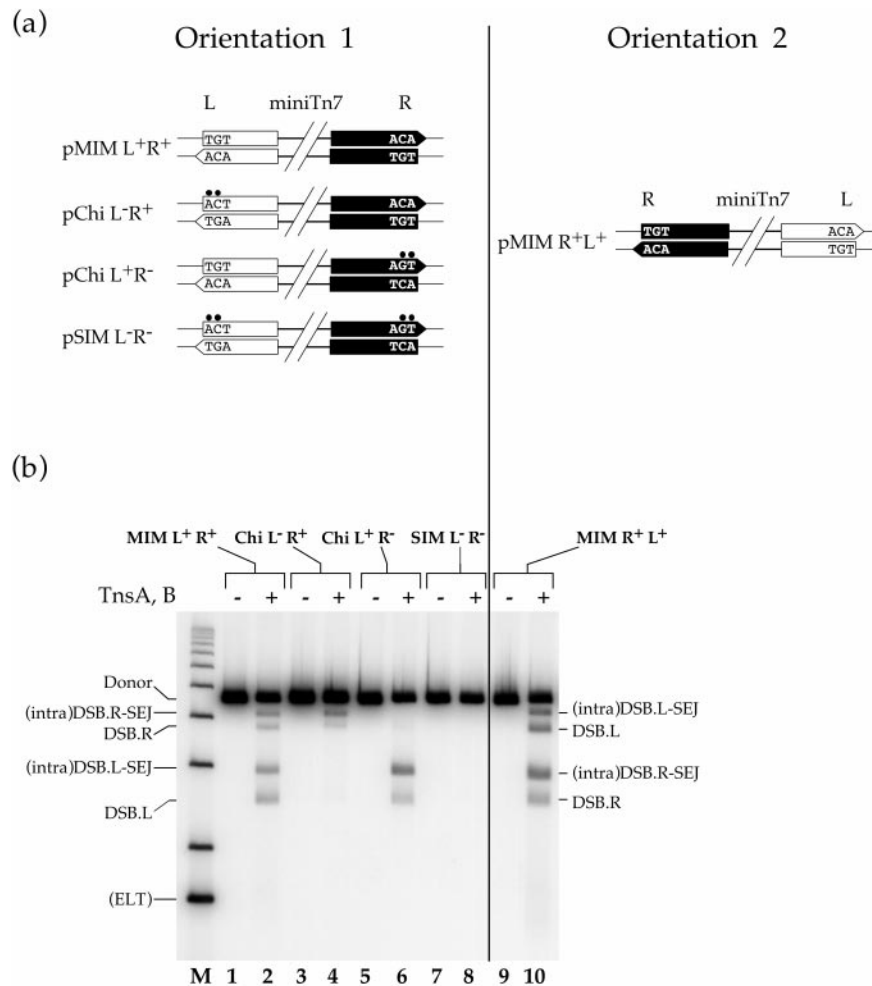 (a)
Orientation 1
Orientation 2
L miniTn7 R
pMIM L⁺R⁺
TGT ACA
ACA TGT
pChi L⁻R⁺
ACT ACA
TGA TGT
pChi L⁺R⁻
TGT AGT
ACA TCA
pSIM L⁻R⁻
ACT AGT
TGA TCA
R miniTn7 L
pMIM R⁺L⁺
TGT ACA
ACA TGT
(b)
MIM L⁺ R⁺ Chi L⁻ R⁺ Chi L⁺ R⁻ SIM L⁻ R⁻ MIM R⁺ L⁺
TnsA, B - + - + - + - + - +
Donor
(intra)DSB.R-SEJ
DSB.R
(intra)DSB.L-SEJ
DSB.L
(ELT)
(intra)DSB.L-SEJ
DSB.L
(intra)DSB.R-SEJ
DSB.R
M 1 2 3 4 5 6 7 8 9 10